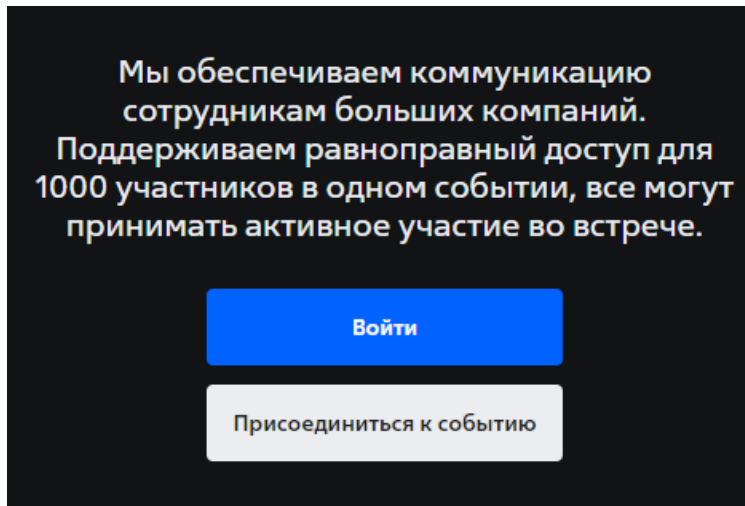 Мы обеспечиваем коммуникацию
сотрудникам больших компаний.
Поддерживаем равноправный доступ для
1000 участников в одном событии, все могут
принимать активное участие во встрече.
Войти
Присоединиться к событию